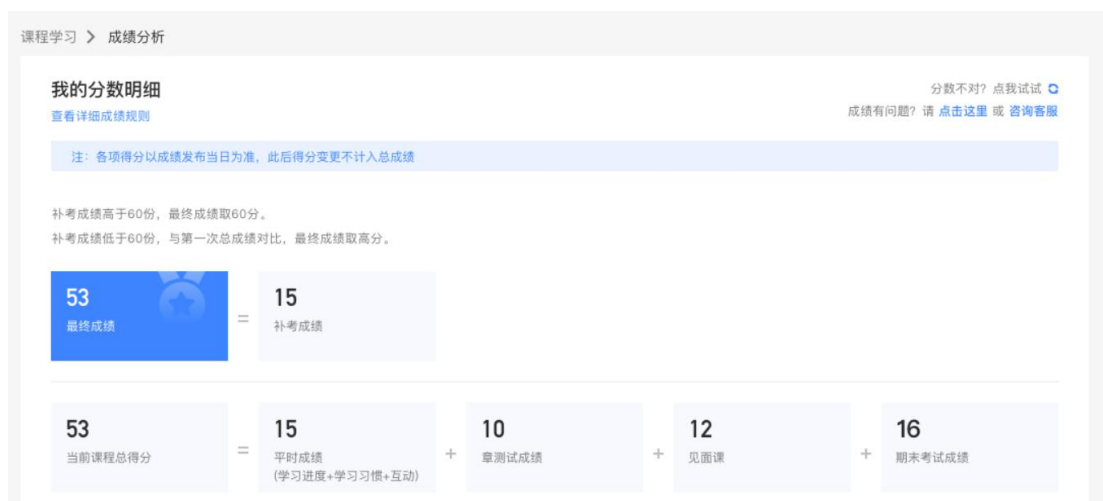 课程学习 > 成绩分析
我的分数明细
分数不对? 点我试试
查看详细成绩规则
成绩有问题? 请 点击这里 或 咨询客服
注: 各项得分以成绩发布当日为准, 此后得分变更不计入总成绩
补考成绩高于60份, 最终成绩取60分。
补考成绩低于60份, 与第一次总成绩对比, 最终成绩取高分。
53 = 15
最终成绩 补考成绩
53 = 15 + 10 + 12 + 16
当前课程总得分 平时成绩 章测试成绩 见面课 期末考试成绩
(学习进度+学习习惯+互动)